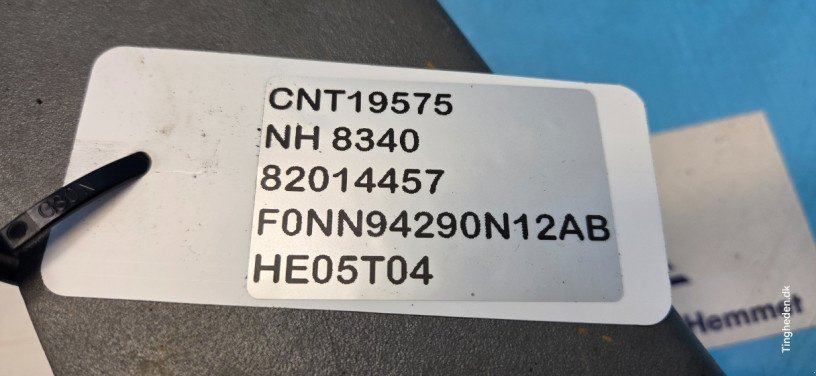 CNT19575
NH 8340
82014457
F0NN94290N12AB
HE05T04
Hemmet
Tingheden.dk